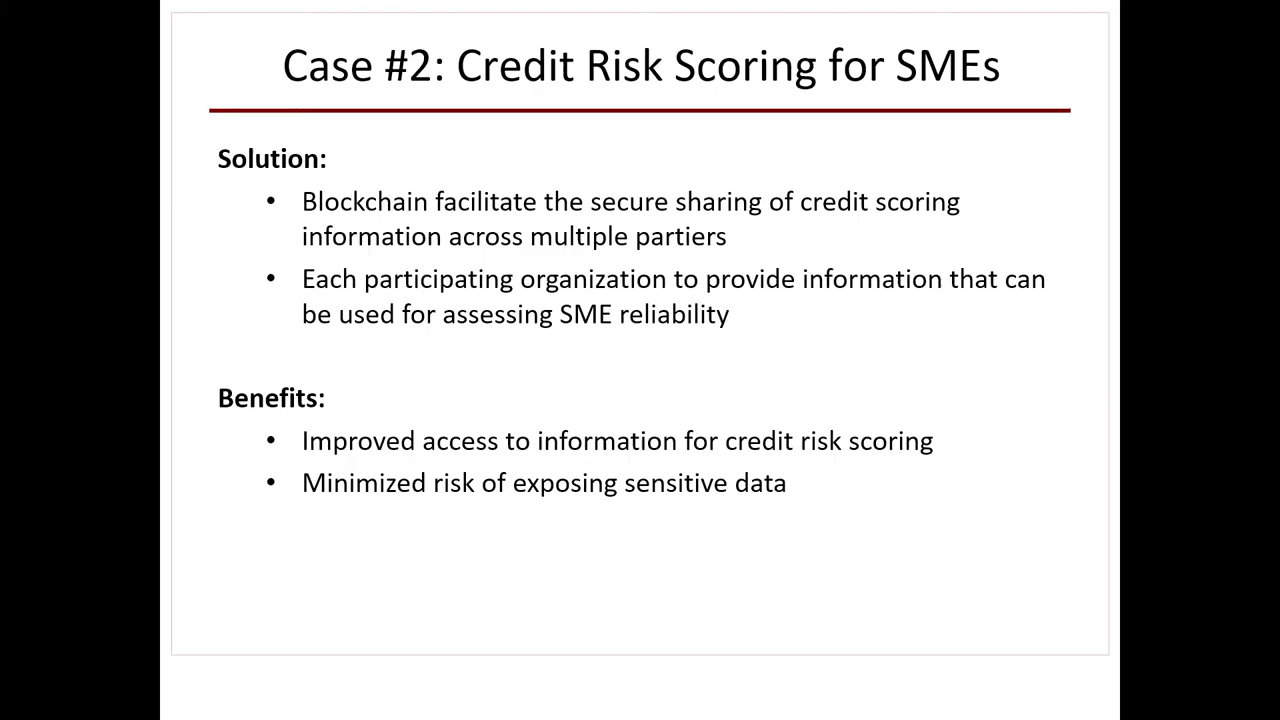 Case #2: Credit Risk Scoring for SMEs
Solution:
• Blockchain facilitate the secure sharing of credit scoring
information across multiple partiers
• Each participating organization to provide information that can
be used for assessing SME reliability
Benefits:
• Improved access to information for credit risk scoring
• Minimized risk of exposing sensitive data